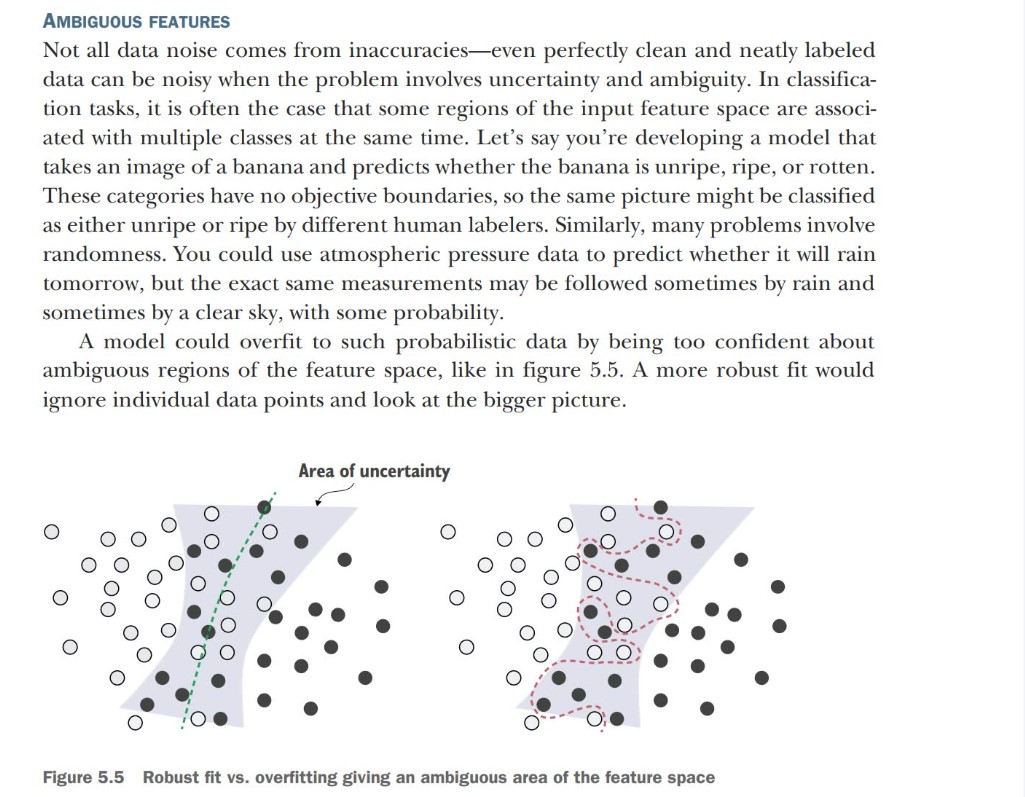 AMBIGUOUS FEATURES
Not all data noise comes from inaccuracies—even perfectly clean and neatly labeled
data can be noisy when the problem involves uncertainty and ambiguity. In classifica-
tion tasks, it is often the case that some regions of the input feature space are associ-
ated with multiple classes at the same time. Let’s say you’re developing a model that
takes an image of a banana and predicts whether the banana is unripe, ripe, or rotten.
These categories have no objective boundaries, so the same picture might be classified
as either unripe or ripe by different human labelers. Similarly, many problems involve
randomness. You could use atmospheric pressure data to predict whether it will rain
tomorrow, but the exact same measurements may be followed sometimes by rain and
sometimes by a clear sky, with some probability.
A model could overfit to such probabilistic data by being too confident about
ambiguous regions of the feature space, like in figure 5.5. A more robust fit would
ignore individual data points and look at the bigger picture.
Area of uncertainty
Figure 5.5 Robust fit vs. overfitting giving an ambiguous area of the feature space